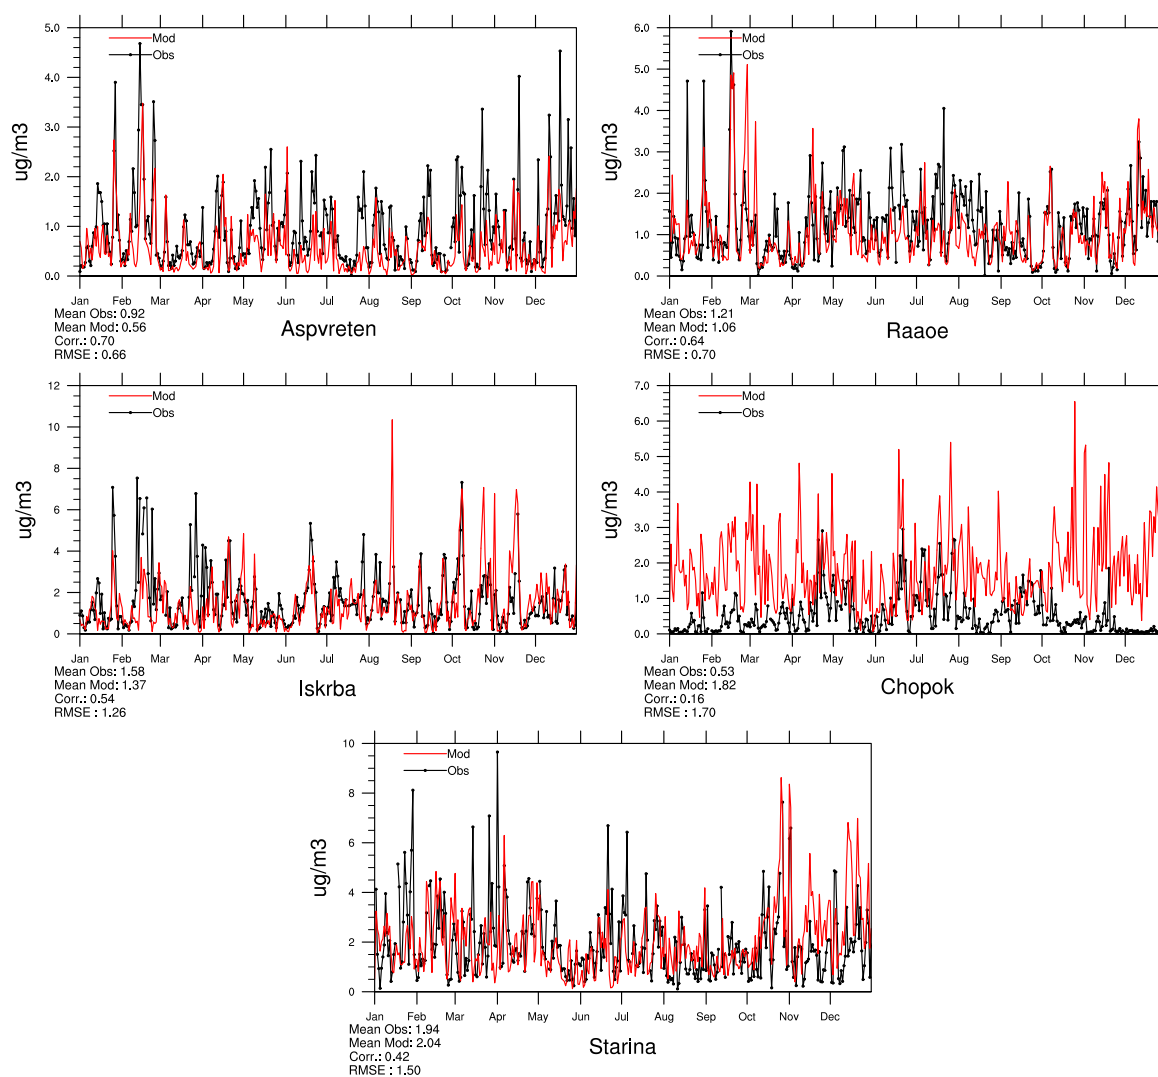 5.0
4.0
3.0
2.0
1.0
0.0
ug/m3
Mod
Obs
Jan Feb Mar Apr May Jun Jul Aug Sep Oct Nov Dec
Mean Obs: 0.92
Mean Mod: 0.56
Corr.: 0.70
RMSE : 0.66
Aspvreten
6.0
5.0
4.0
3.0
2.0
1.0
0.0
ug/m3
Mod
Obs
Jan Feb Mar Apr May Jun Jul Aug Sep Oct Nov Dec
Mean Obs: 1.21
Mean Mod: 1.06
Corr.: 0.64
RMSE : 0.70
Raaoe
12
10
8
6
4
2
0
ug/m3
Mod
Obs
Jan Feb Mar Apr May Jun Jul Aug Sep Oct Nov Dec
Mean Obs: 1.58
Mean Mod: 1.37
Corr.: 0.54
RMSE : 1.26
Iskrba
7.0
6.0
5.0
4.0
3.0
2.0
1.0
0.0
ug/m3
Mod
Obs
Jan Feb Mar Apr May Jun Jul Aug Sep Oct Nov Dec
Mean Obs: 0.53
Mean Mod: 1.82
Corr.: 0.16
RMSE : 1.70
Chopok
10
8
6
4
2
0
ug/m3
Mod
Obs
Jan Feb Mar Apr May Jun Jul Aug Sep Oct Nov Dec
Mean Obs: 1.94
Mean Mod: 2.04
Corr.: 0.42
RMSE : 1.50
Starina